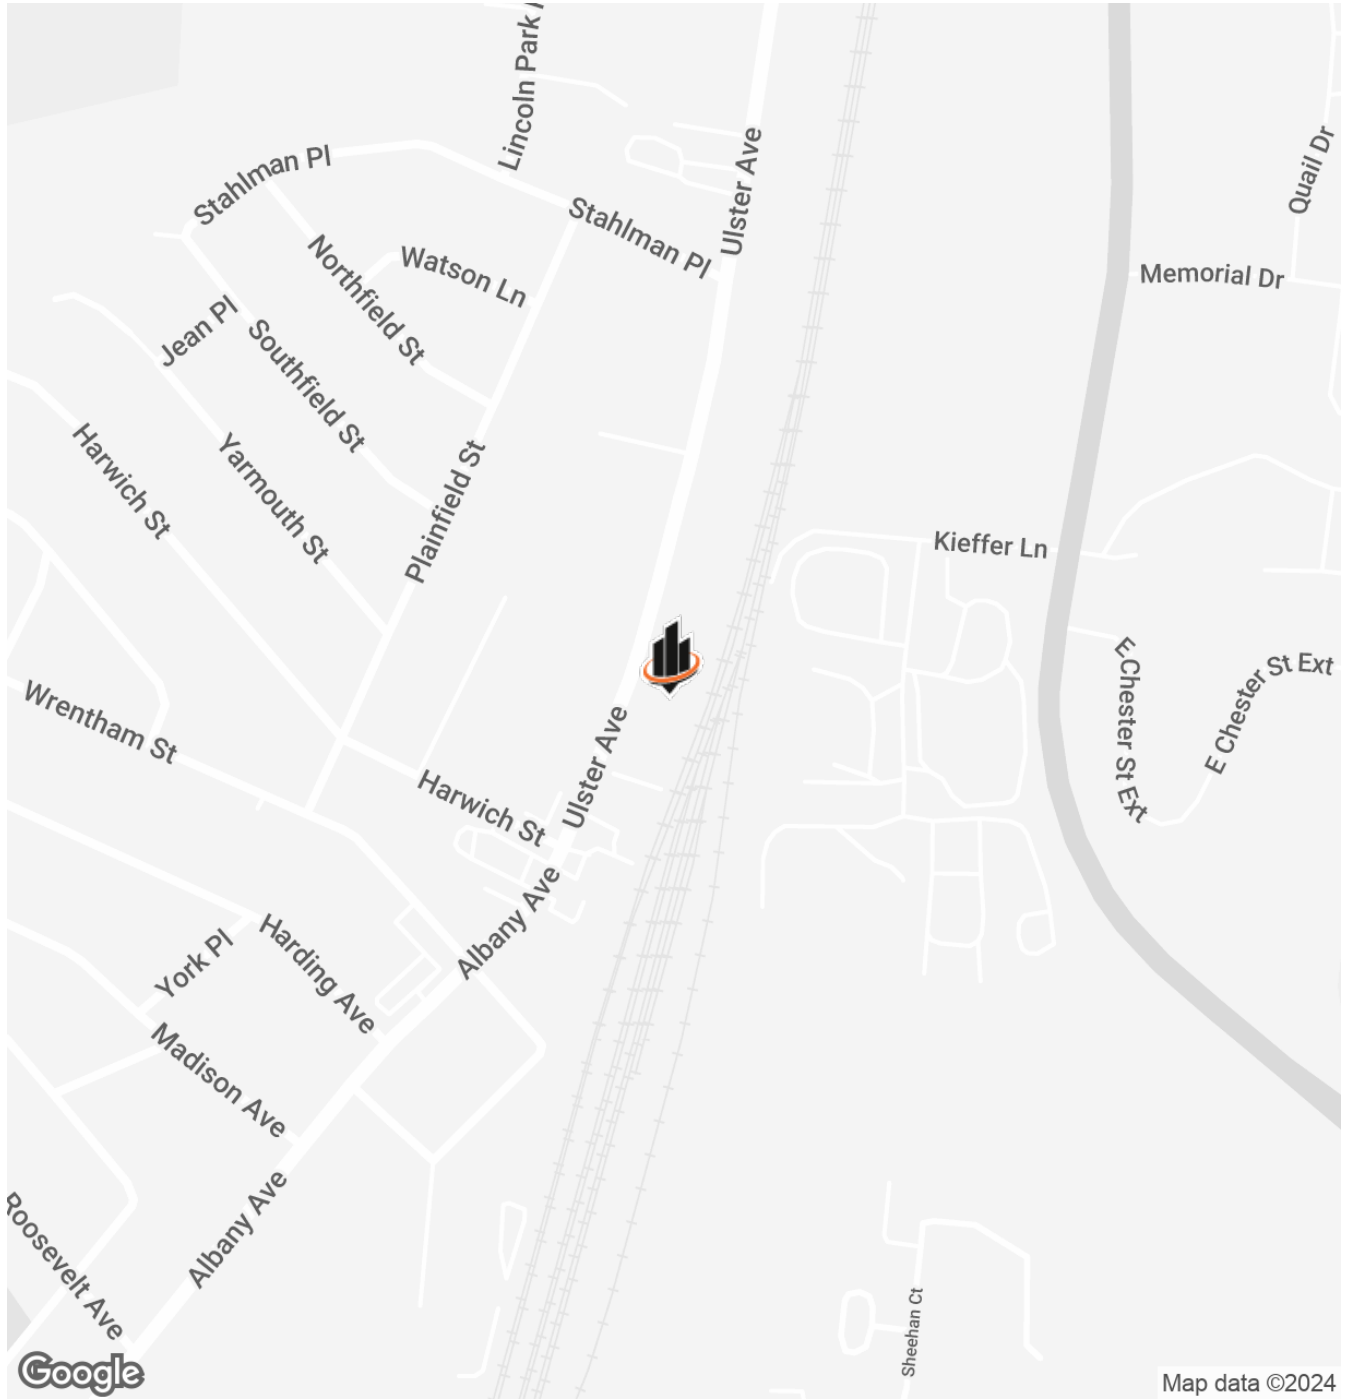 Lincoln Park
Ulster Ave
Quail Dr
Stahlman Pl
Stahlman Pl
Watson Ln
Northfield St
Memorial Dr
Jean Pl
Southfield St
Harwich St
Yarmouth St
Plainfield St
Kieffer Ln
E Chester St Ext
E Chester St Ext
Wrentham St
Ulster Ave
Harwich St
Albany Ave
York Pl
Harding Ave
Madison Ave
Albany Ave
Roosevelt Ave
Sheehan Ct
Google
Map data ©2024